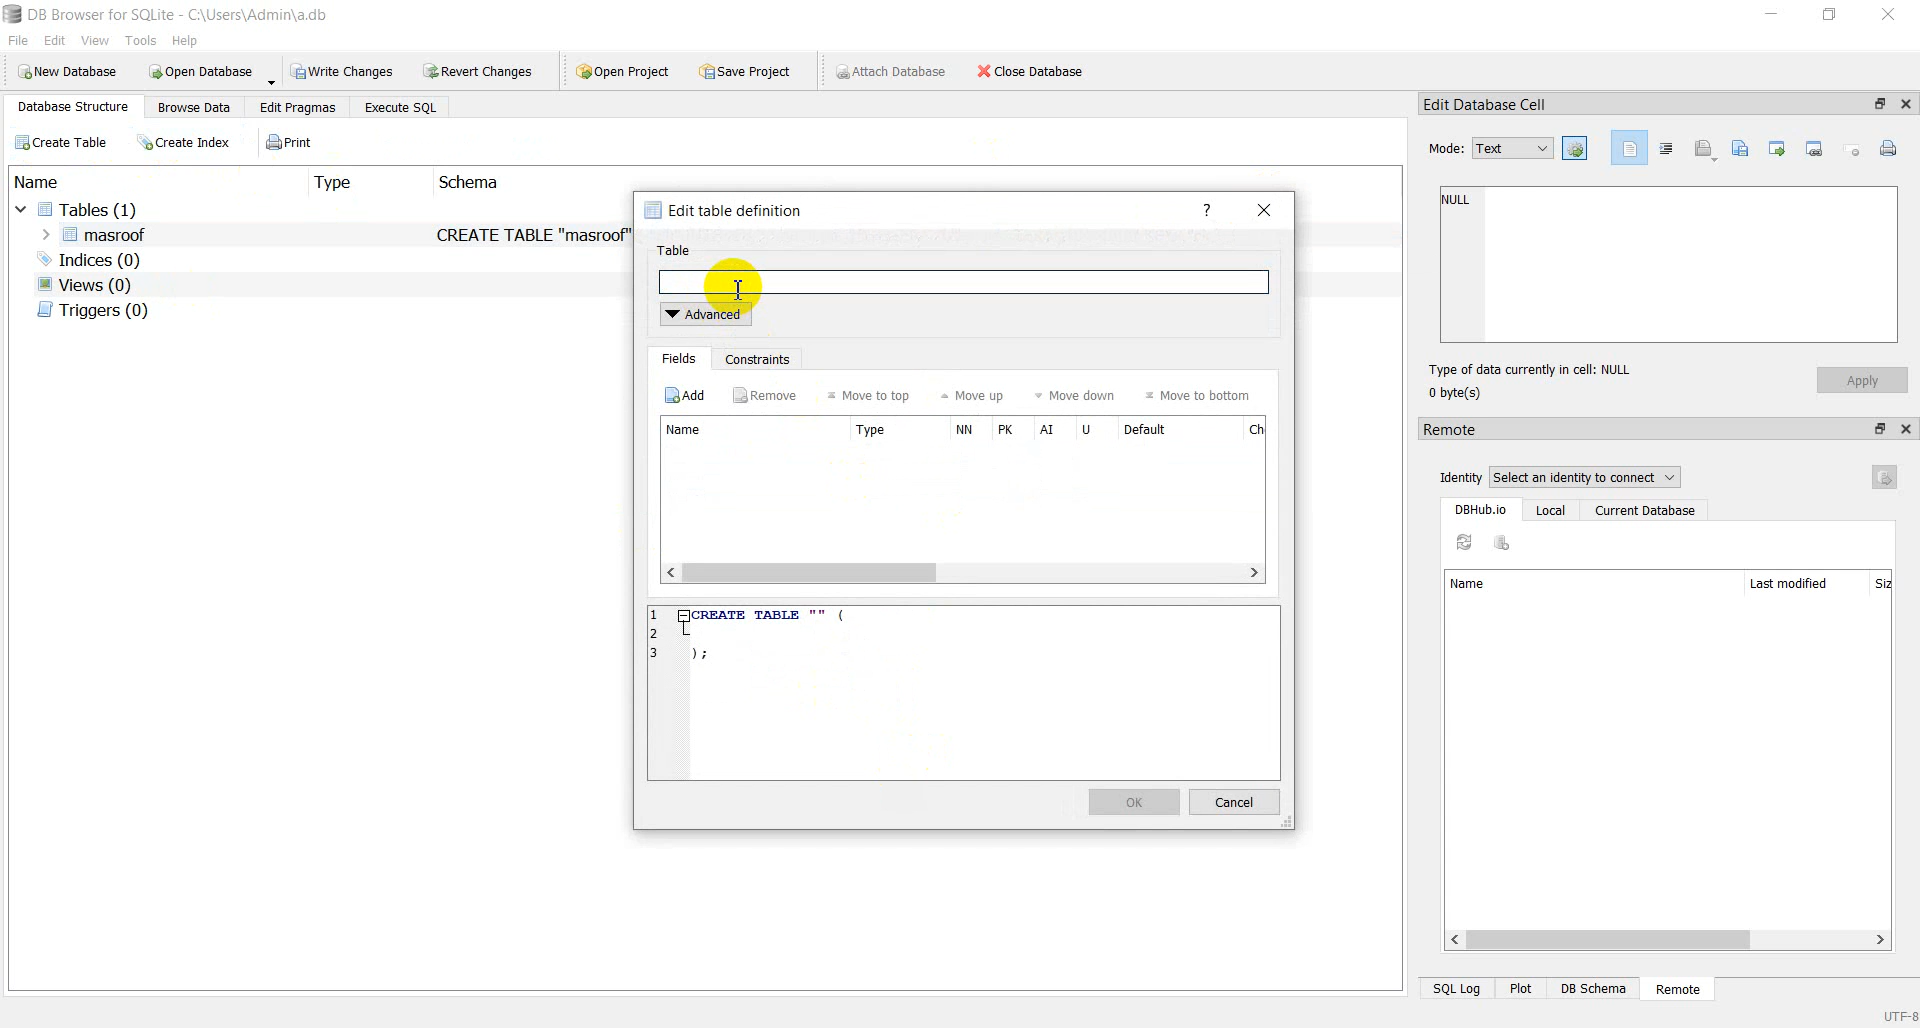 DB Browser for SQLite - C:\Users\Admin\a.db
File Edit View Tools Help
New Database Open Database Write Changes Revert Changes Open Project Save Project Attach Database Close Database
Database Structure Browse Data Edit Pragmas Execute SQL
Create Table Create Index Print
Name Type Schema
Tables (1)
masroof CREATE TABLE "masroof"
Indices (0)
Views (0)
Triggers (0)
Edit table definition ?
Table
Advanced
Fields Constraints
Add Remove Move to top Move up Move down Move to bottom
Name Type NN PK AI U Default Ch
1 CREATE TABLE "" (
2
3 );
OK Cancel
Edit Database Cell
Mode: Text
NULL
Type of data currently in cell: NULL
0 byte(s)
Apply
Remote
Identity Select an identity to connect
DBHub.io Local Current Database
Name Last modified Siz
SQL Log Plot DB Schema Remote
UTF-8